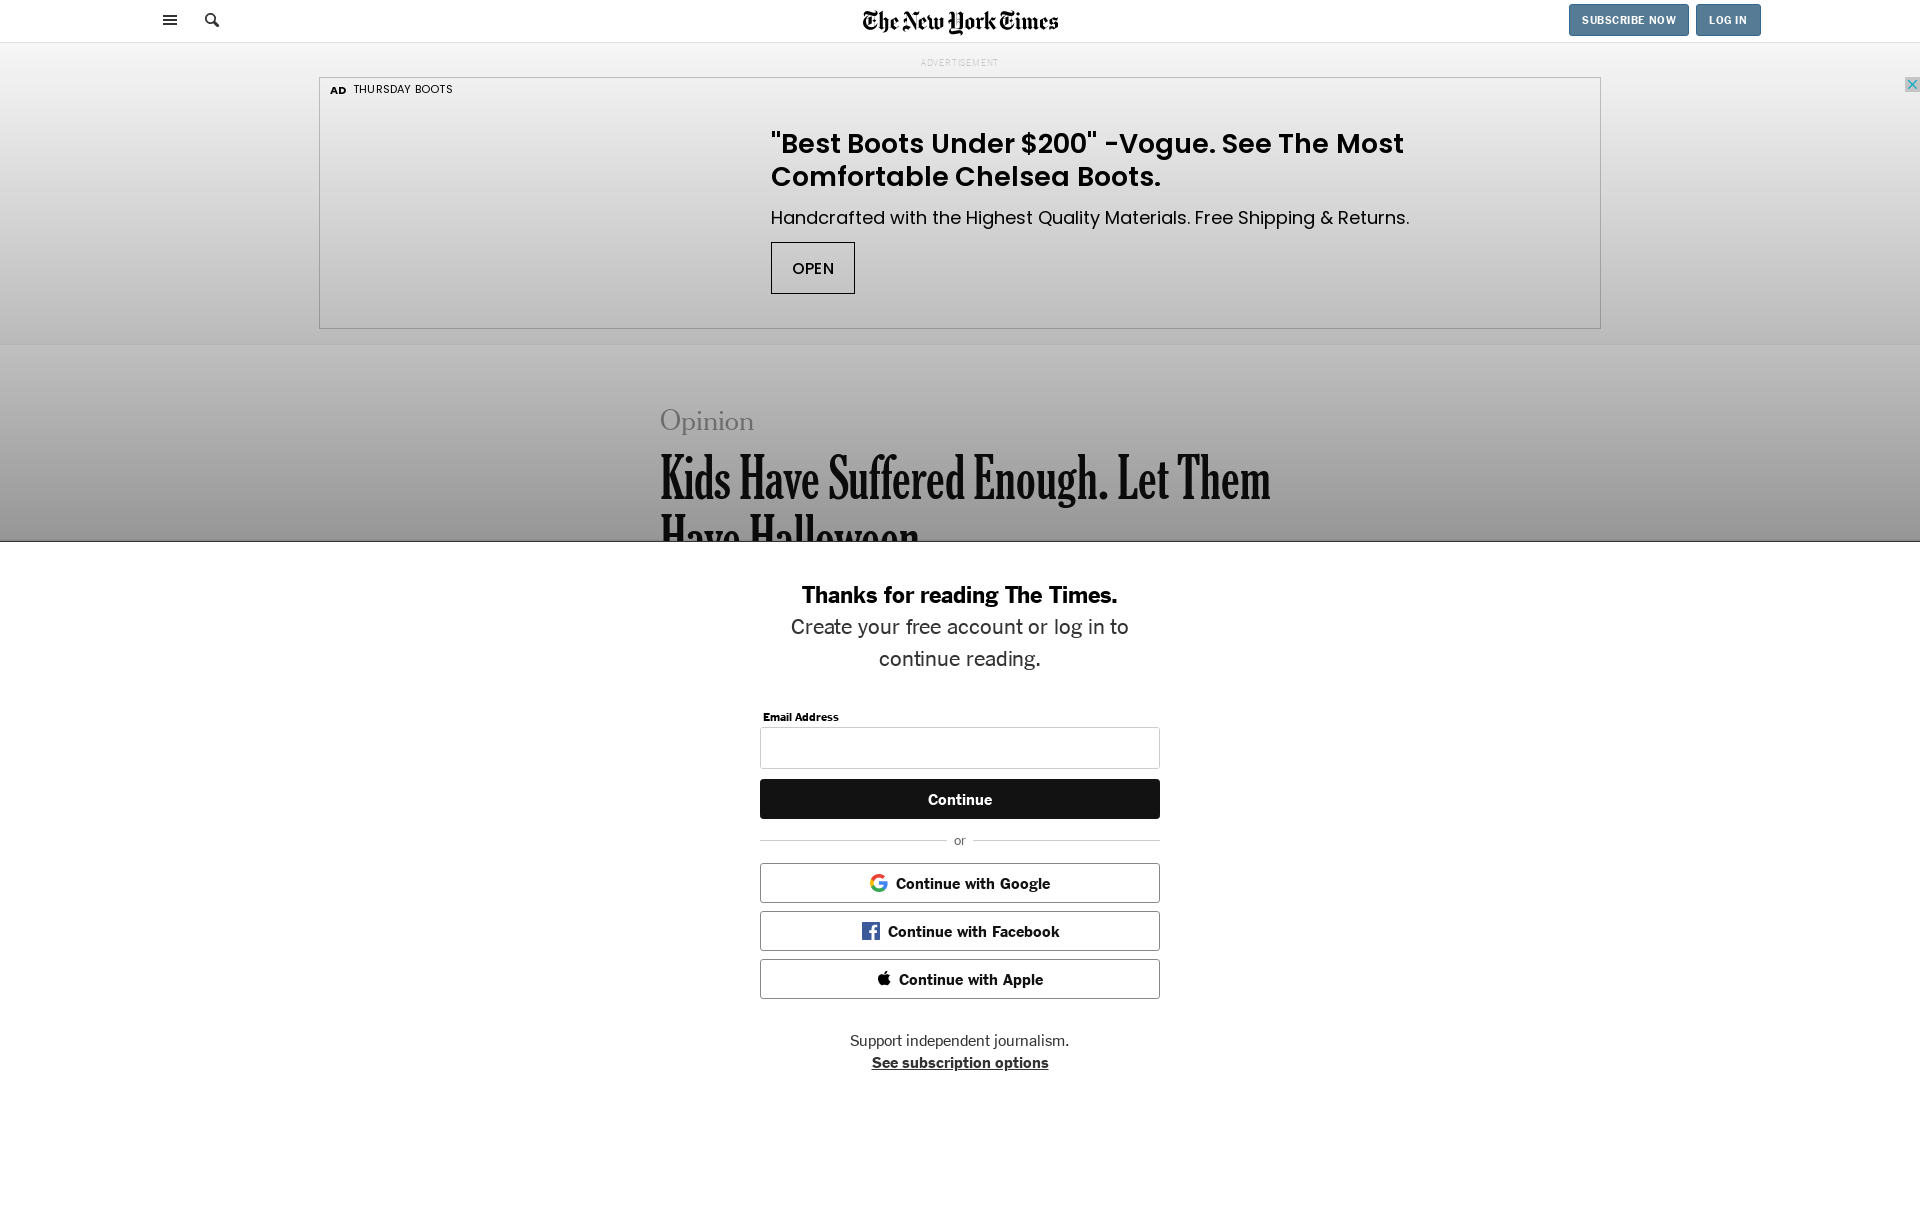 The New York Times
SUBSCRIBE NOW
LOG IN
ADVERTISEMENT
AD THURSDAY BOOTS
"Best Boots Under $200" -Vogue. See The Most
Comfortable Chelsea Boots.
Handcrafted with the Highest Quality Materials. Free Shipping & Returns.
OPEN
Opinion
Kids Have Suffered Enough. Let Them
Have Halloween
Thanks for reading The Times.
Create your free account or log in to
continue reading.
Email Address
Continue
or
Continue with Google
Continue with Facebook
Continue with Apple
Support independent journalism.
See subscription options